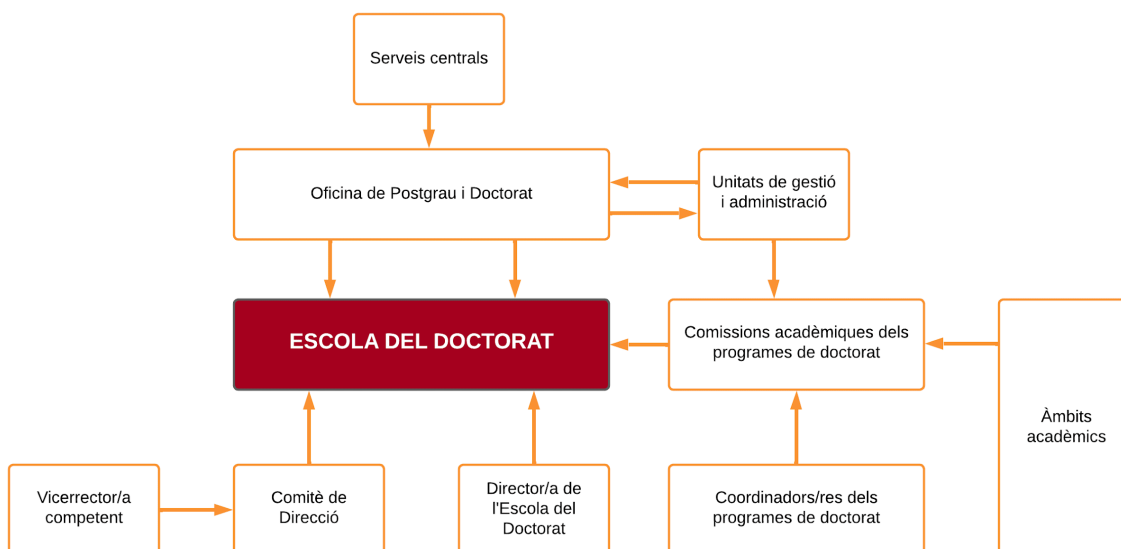 Serveis centrals
Oficina de Postgrau i Doctorat
Unitats de gestió
i administració
ESCOLA DEL DOCTORAT
Comissions acadèmiques dels
programes de doctorat
Àmbits
acadèmics
Vicerrector/a
competent
Comitè de
Direcció
Director/a de
l'Escola del
Doctorat
Coordinadors/res dels
programes de doctorat